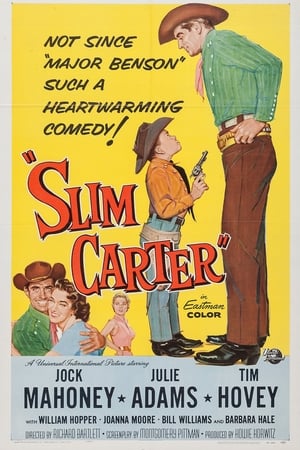 NOT SINCE
"MAJOR BENSON"
SUCH A
HEARTWARMING
COMEDY!
"SLIM
CARTER"
in
Eastman
COLOR
A Universal International Picture starring
JOCK JULIE TIM
MAHONEY ★ ADAMS ★ HOVEY
WITH WILLIAM HOPPER • JOANNA MOORE • BILL WILLIAMS AND BARBARA HALE
DIRECTED BY RICHARD BARTLETT • SCREENPLAY BY MONTGOMERY PITTMAN • PRODUCED BY HOWIE HORWITZ